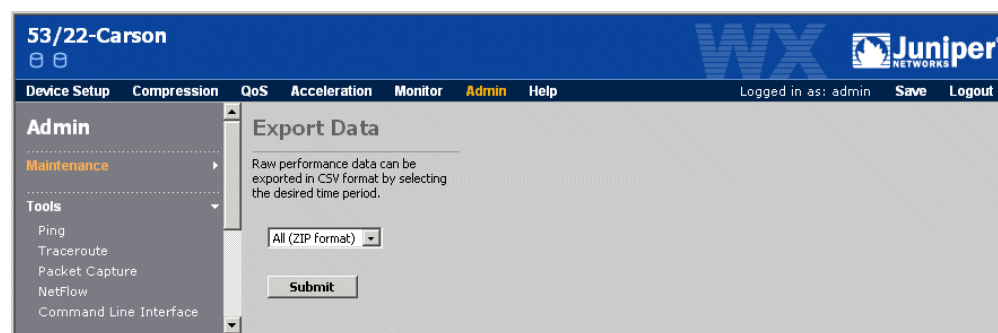 53/22-Carson
WX
Juniper
NETWORKS
Device Setup Compression QoS Acceleration Monitor Admin Help Logged in as: admin Save Logout
Admin
Maintenance
Tools
Ping
Traceroute
Packet Capture
NetFlow
Command Line Interface
Export Data
Raw performance data can be
exported in CSV format by selecting
the desired time period.
All (ZIP format)
Submit